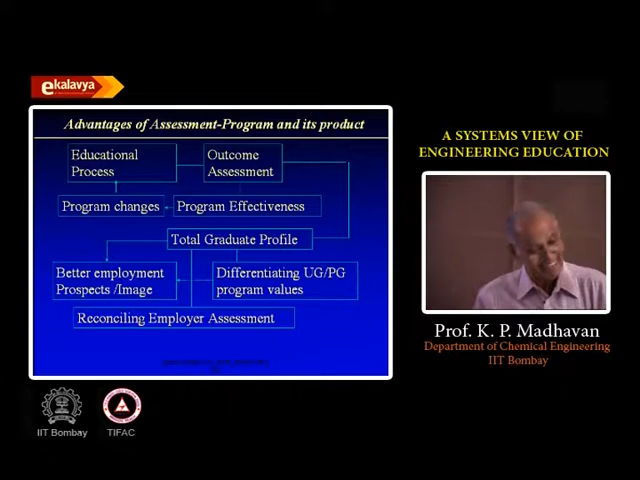 ekalavya
Advantages of Assessment-Program and its product
Educational
Process
Outcome
Assessment
Program changes
Program Effectiveness
Total Graduate Profile
Better employment
Prospects /Image
Differentiating UG/PG
program values
Reconciling Employer Assessment
A SYSTEMS VIEW OF
ENGINEERING EDUCATION
Prof. K. P. Madhavan
Department of Chemical Engineering
IIT Bombay
IIT Bombay
TIFAC